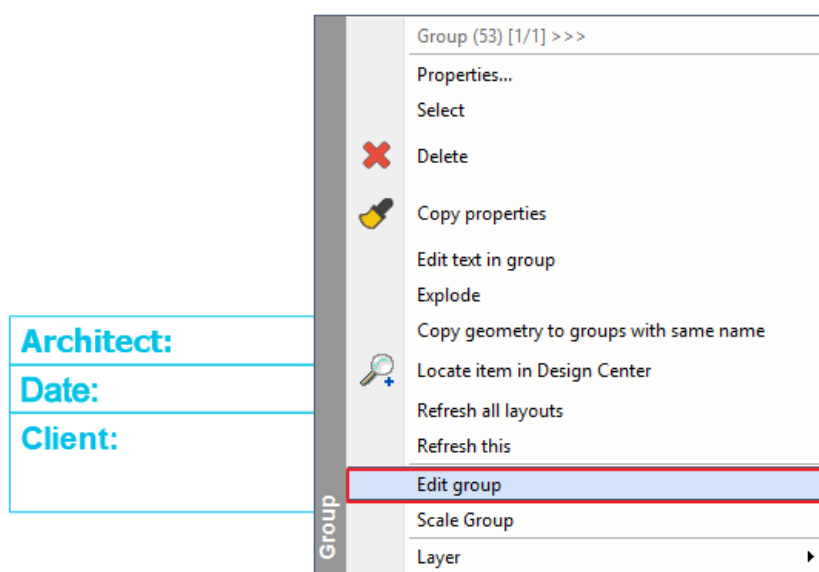 Group (53) [1/1] >>>
Properties...
Select
Delete
Copy properties
Edit text in group
Explode
Copy geometry to groups with same name
Locate item in Design Center
Refresh all layouts
Refresh this
Edit group
Scale Group
Layer
Group
Architect:
Date:
Client: